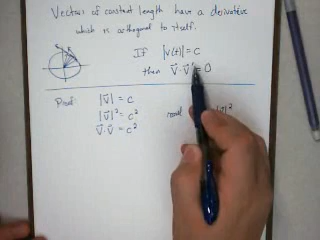 Vectors of constant length have a derivative
which is orthogonal to itself.
If |v(t)| = c
then v⃗ · v⃗' = 0
Proof: |v⃗| = c
|v⃗|² = c²
v⃗ · v⃗ = c²